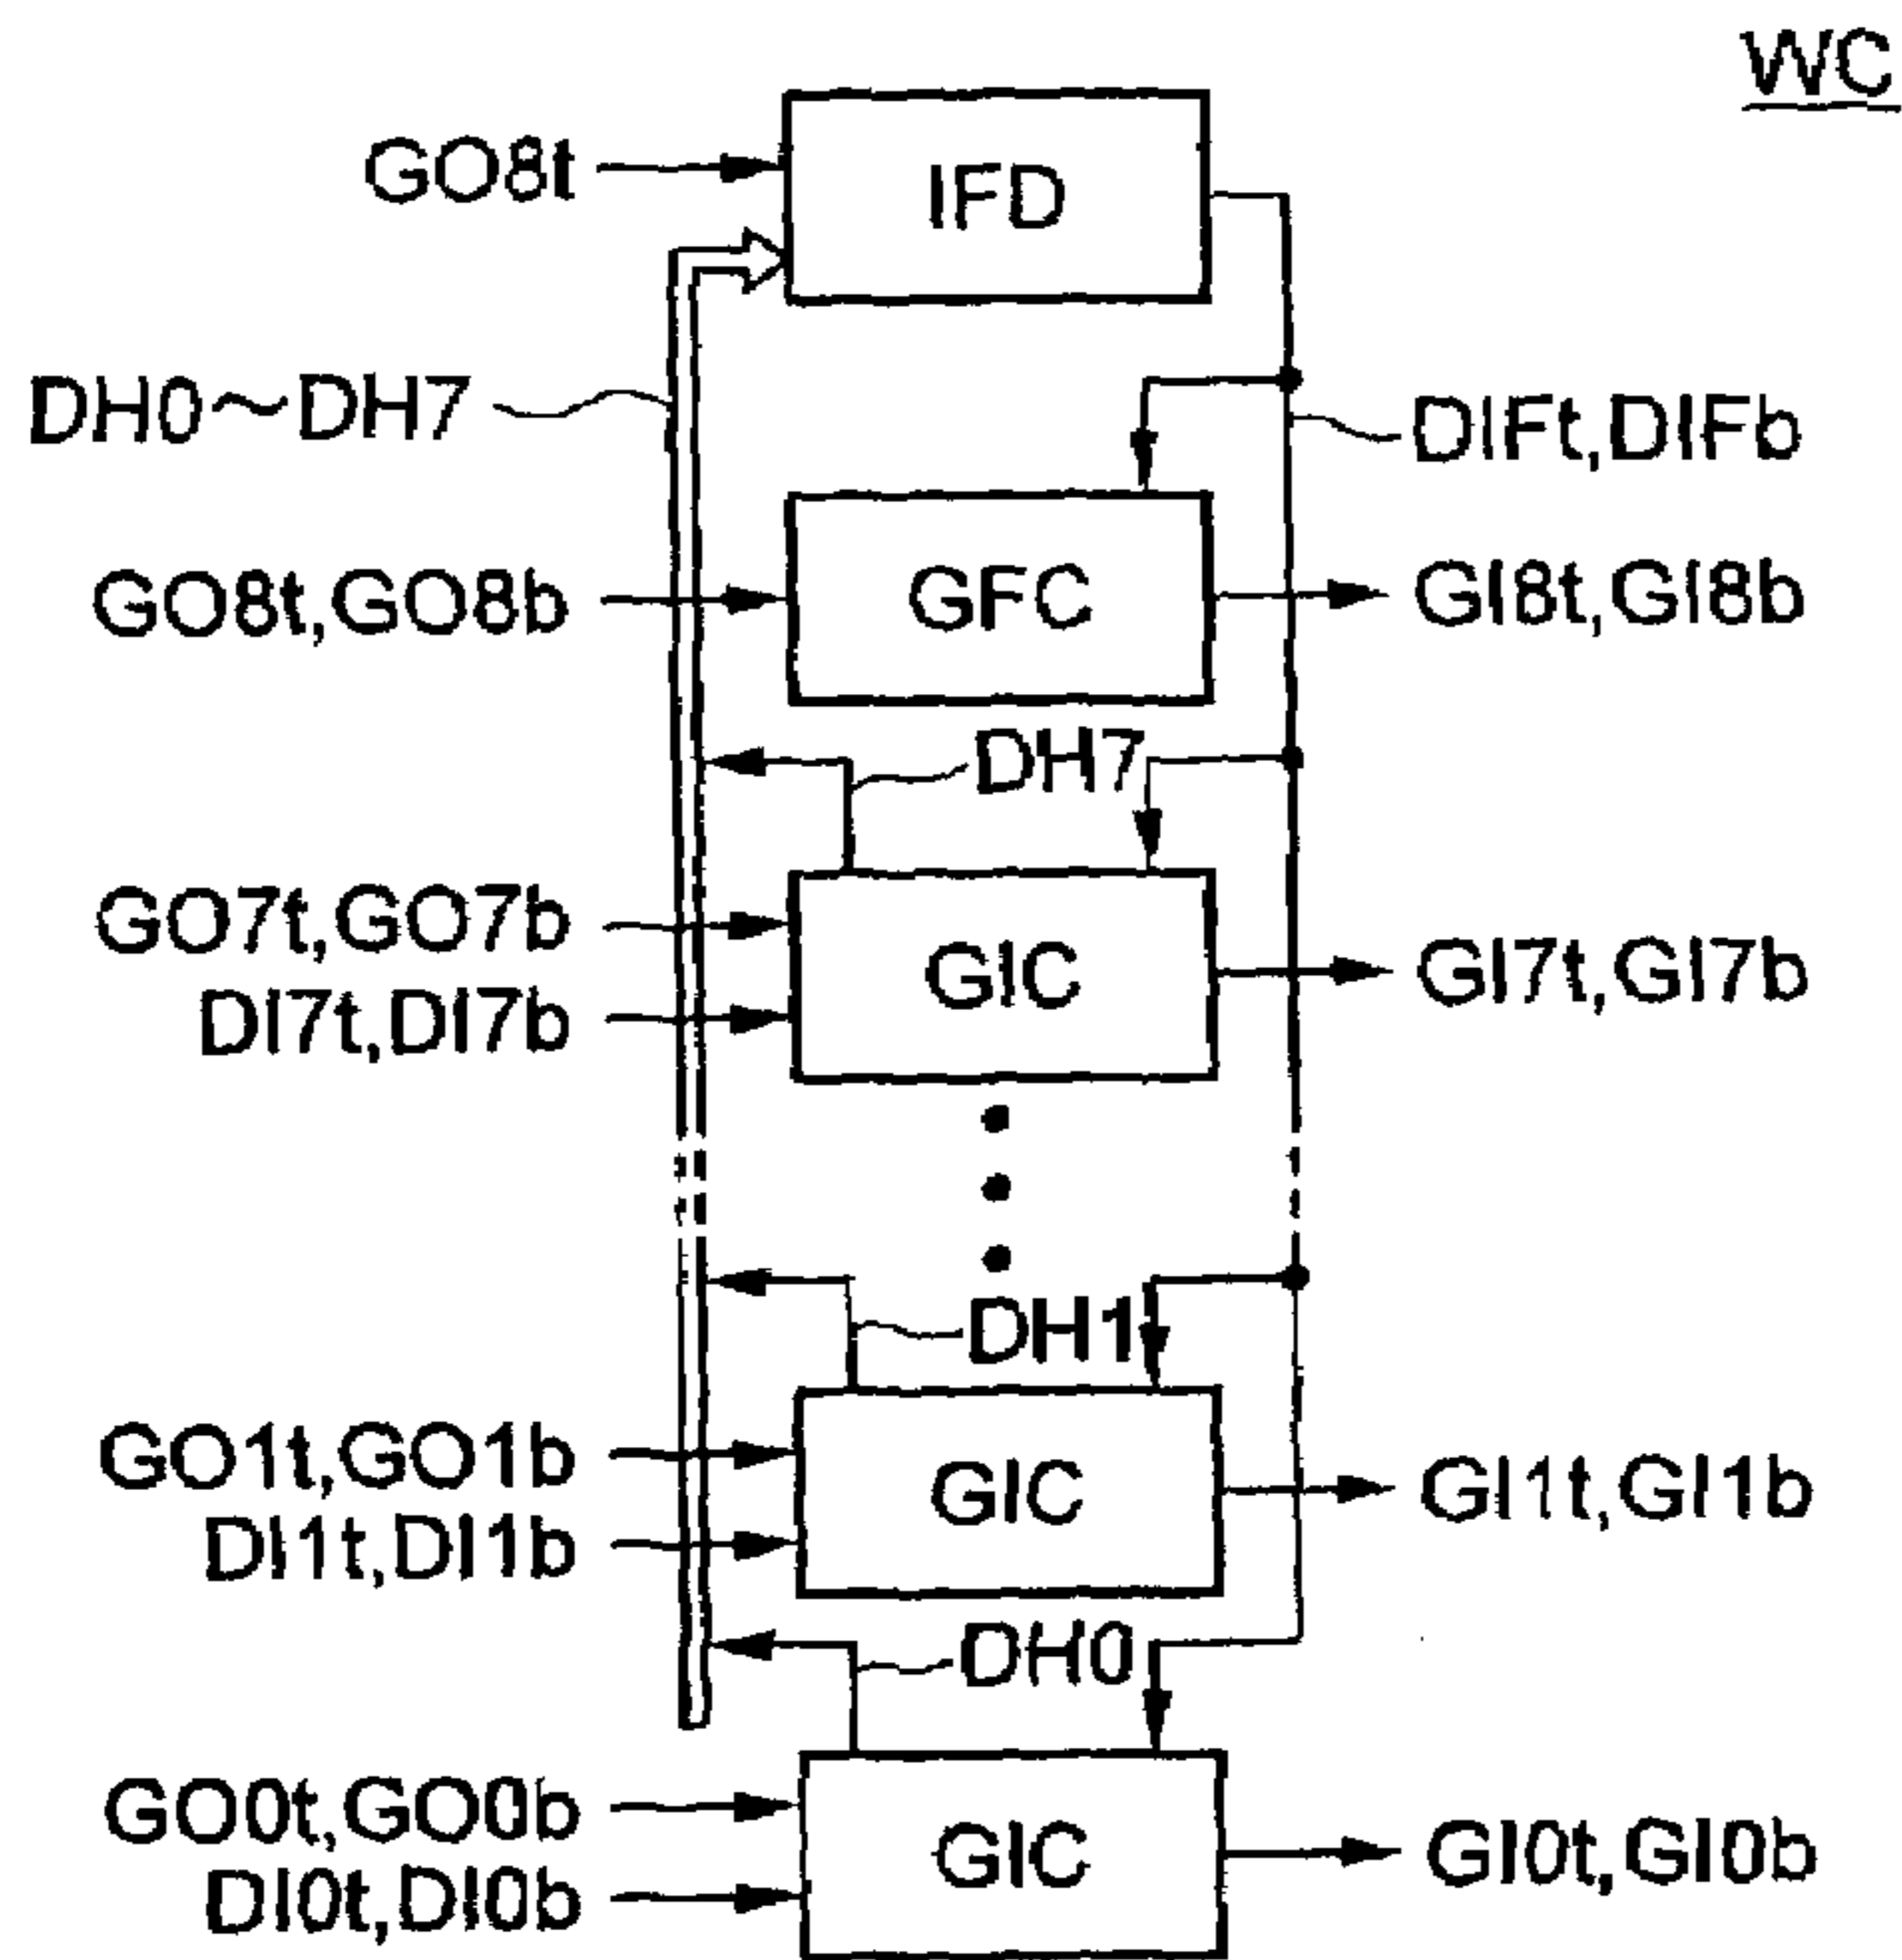 WC
GO8t
IFD
DH0~DH7
DIFt,DIFb
GO8t,GO8b
GFC
GI8t,GI8b
DH7
GO7t,GO7b
GIC
GI7t,GI7b
DI7t,DI7b
DH1
GO1t,GO1b
GIC
GI1t,GI1b
DI1t,DI1b
DH0
GO0t,GO0b
GIC
GI0t,GI0b
DI0t,DI0b